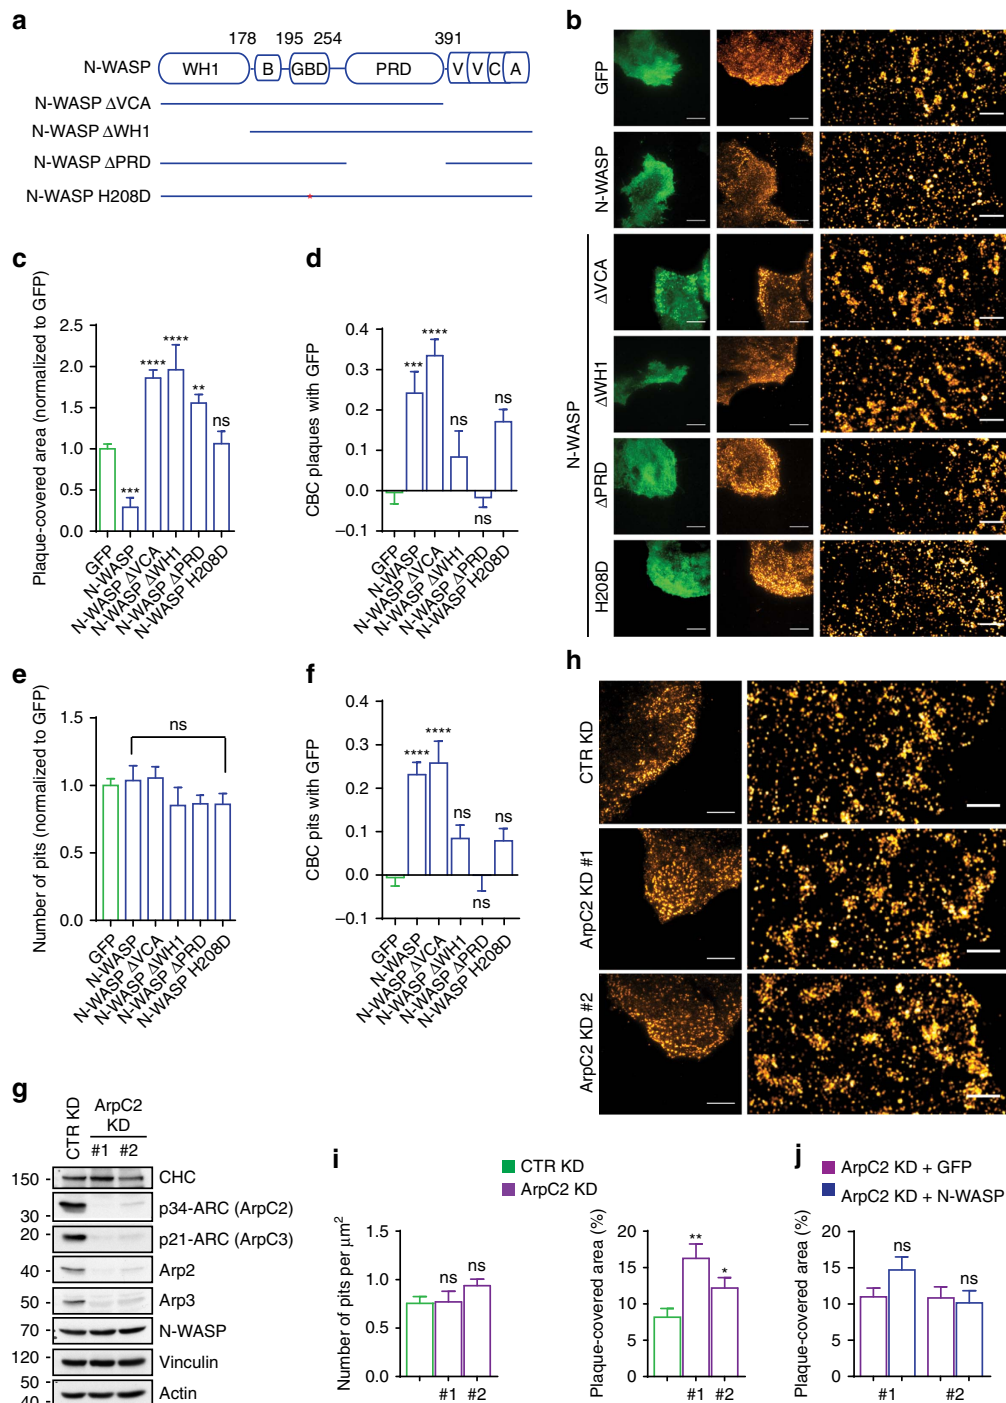 a
178 195 254 391
N-WASP WH1 B GBD PRD V V C A
N-WASP ΔVCA
N-WASP ΔWH1
N-WASP ΔPRD
N-WASP H208D
*
b
GFP
N-WASP
N-WASP
ΔVCA
ΔWH1
ΔPRD
H208D
c
Plaque-covered area (normalized to GFP)
2.5
2.0
1.5
1.0
0.5
0.0
***
****
****
**
ns
GFP
N-WASP
N-WASP ΔVCA
N-WASP ΔWH1
N-WASP ΔPRD
N-WASP H208D
d
CBC plaques with GFP
0.4
0.3
0.2
0.1
0.0
–0.1
***
****
ns
ns
ns
GFP
N-WASP
N-WASP ΔVCA
N-WASP ΔWH1
N-WASP ΔPRD
N-WASP H208D
e
Number of pits (normalized to GFP)
1.5
1.0
0.5
0.0
ns
GFP
N-WASP
N-WASP ΔVCA
N-WASP ΔWH1
N-WASP ΔPRD
N-WASP H208D
f
CBC pits with GFP
0.4
0.3
0.2
0.1
0.0
–0.1
****
****
ns
ns
ns
GFP
N-WASP
N-WASP ΔVCA
N-WASP ΔWH1
N-WASP ΔPRD
N-WASP H208D
g
CTR KD
ArpC2
KD
#1 #2
150 - CHC
30 - p34-ARC (ArpC2)
20 - p21-ARC (ArpC3)
40 - Arp2
50 - Arp3
70 - N-WASP
120 - Vinculin
50 -
40 - Actin
h
CTR KD
ArpC2 KD #1
ArpC2 KD #2
i
CTR KD
ArpC2 KD
Number of pits per μm²
1.5
1.0
0.5
0.0
ns
ns
#1 #2
Plaque-covered area (%)
20
15
10
5
0
**
*
#1 #2
j
ArpC2 KD + GFP
ArpC2 KD + N-WASP
Plaque-covered area (%)
20
15
10
5
0
ns
ns
#1 #2